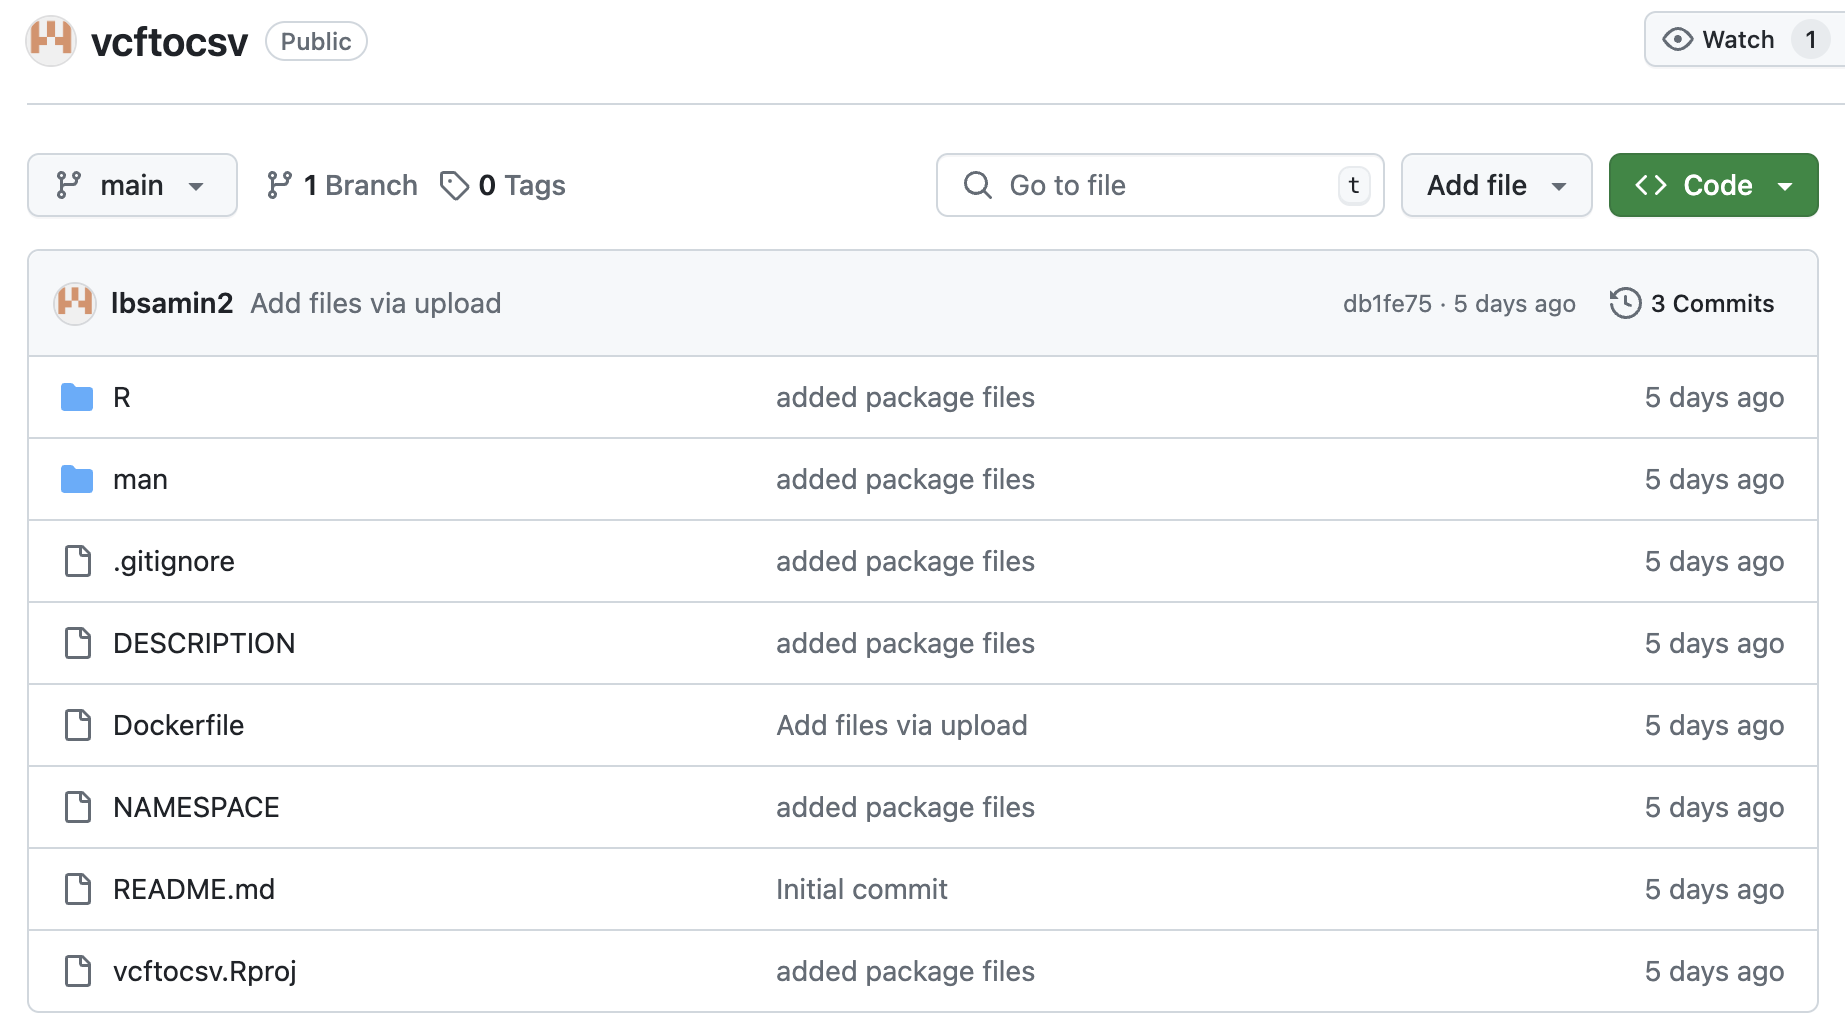 vcftocsv Public Watch 1
main 1 Branch 0 Tags Go to file t Add file Code
lbsamin2 Add files via upload db1fe75 · 5 days ago 3 Commits
R added package files 5 days ago
man added package files 5 days ago
.gitignore added package files 5 days ago
DESCRIPTION added package files 5 days ago
Dockerfile Add files via upload 5 days ago
NAMESPACE added package files 5 days ago
README.md Initial commit 5 days ago
vcftocsv.Rproj added package files 5 days ago